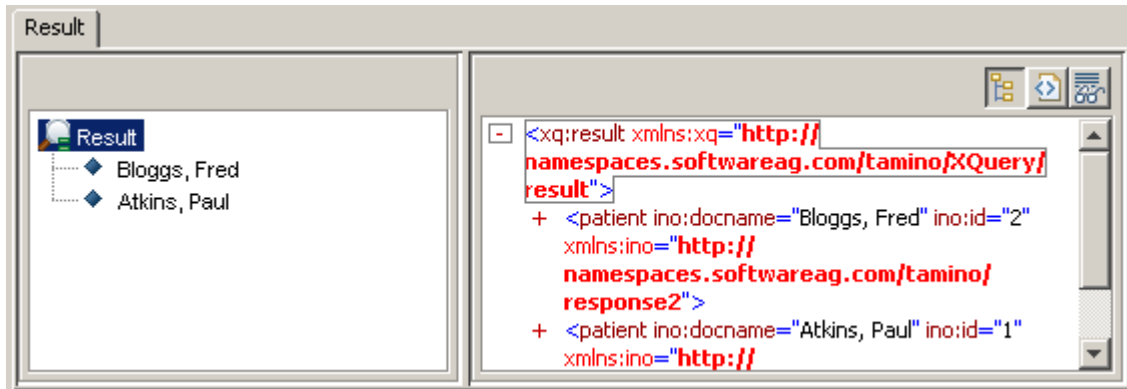 Result
Result
Bloggs, Fred
Atkins, Paul
- <xq:result xmlns:xq="http://
namespaces.softwareag.com/tamino/XQuery/
result">
+ <patient ino:docname="Bloggs, Fred" ino:id="2"
xmlns:ino="http://
namespaces.softwareag.com/tamino/
response2">
+ <patient ino:docname="Atkins, Paul" ino:id="1"
xmlns:ino="http://